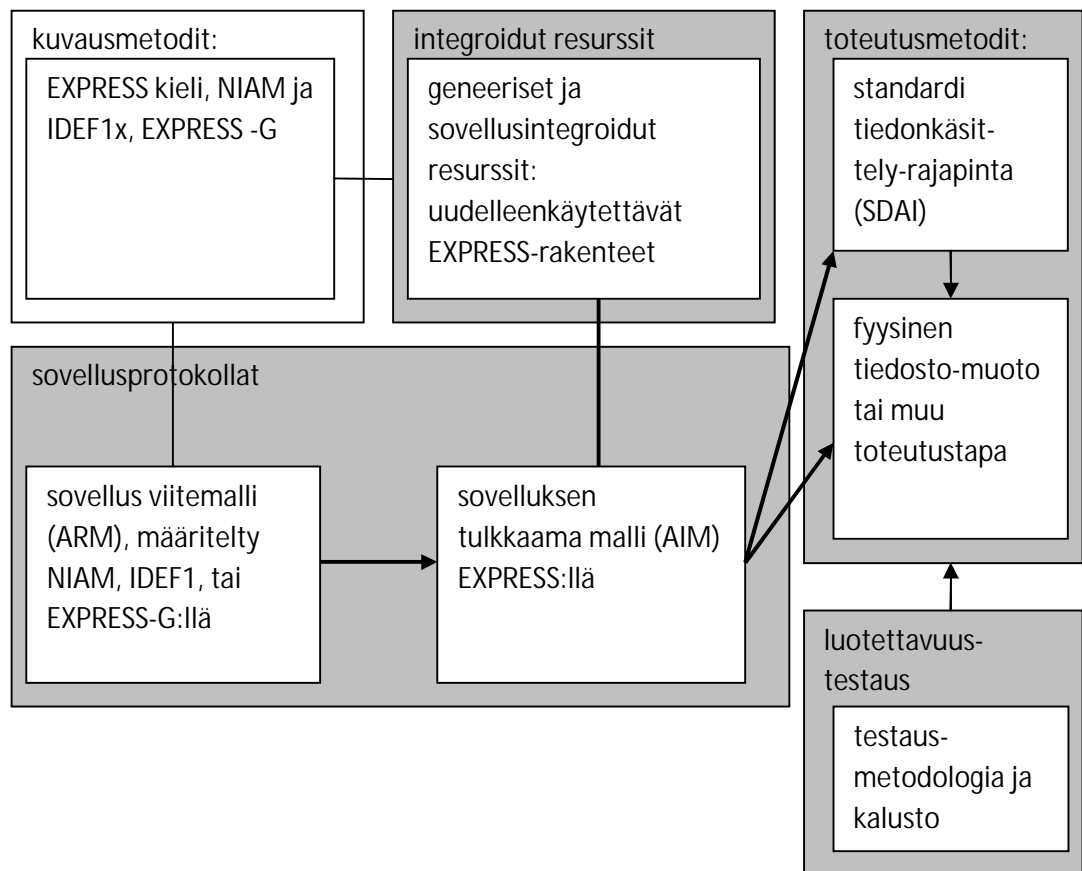 kuvausmetodit:
EXPRESS kieli, NIAM ja
IDEF1x, EXPRESS -G
integroidut resurssit
geneeriset ja
sovellusintegroidut
resurssit:
uudelleenkäytettävät
EXPRESS-rakenteet
toteutusmetodit:
standardi
tiedonkäsit-
tely-rajapinta
(SDAI)
fyysinen
tiedosto-muoto
tai muu
toteutustapa
sovellusprotokollat
sovellus viitemalli
(ARM), määritelty
NIAM, IDEF1, tai
EXPRESS-G:llä
sovelluksen
tulkkaama malli (AIM)
EXPRESS:llä
luotettavuus-
testaus
testaus-
metodologia ja
kalusto